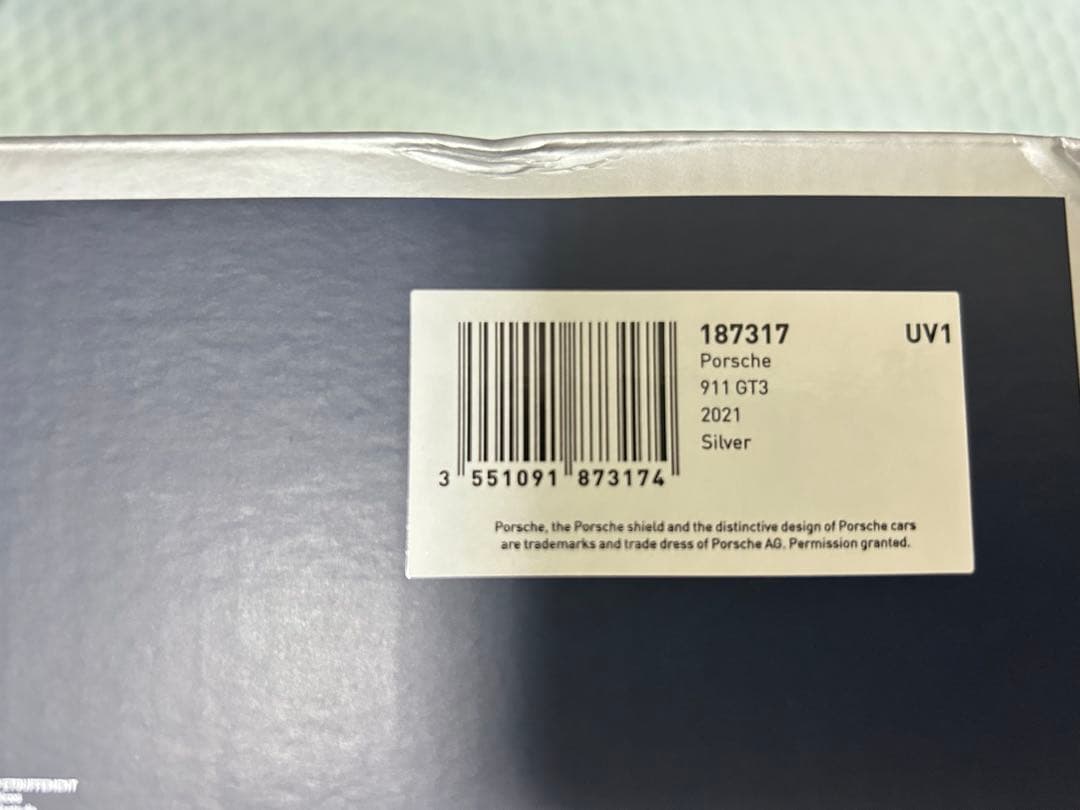 187317 UV1
Porsche
911 GT3
2021
Silver
3 551091 873174
Porsche, the Porsche shield and the distinctive design of Porsche cars
are trademarks and trade dress of Porsche AG. Permission granted.